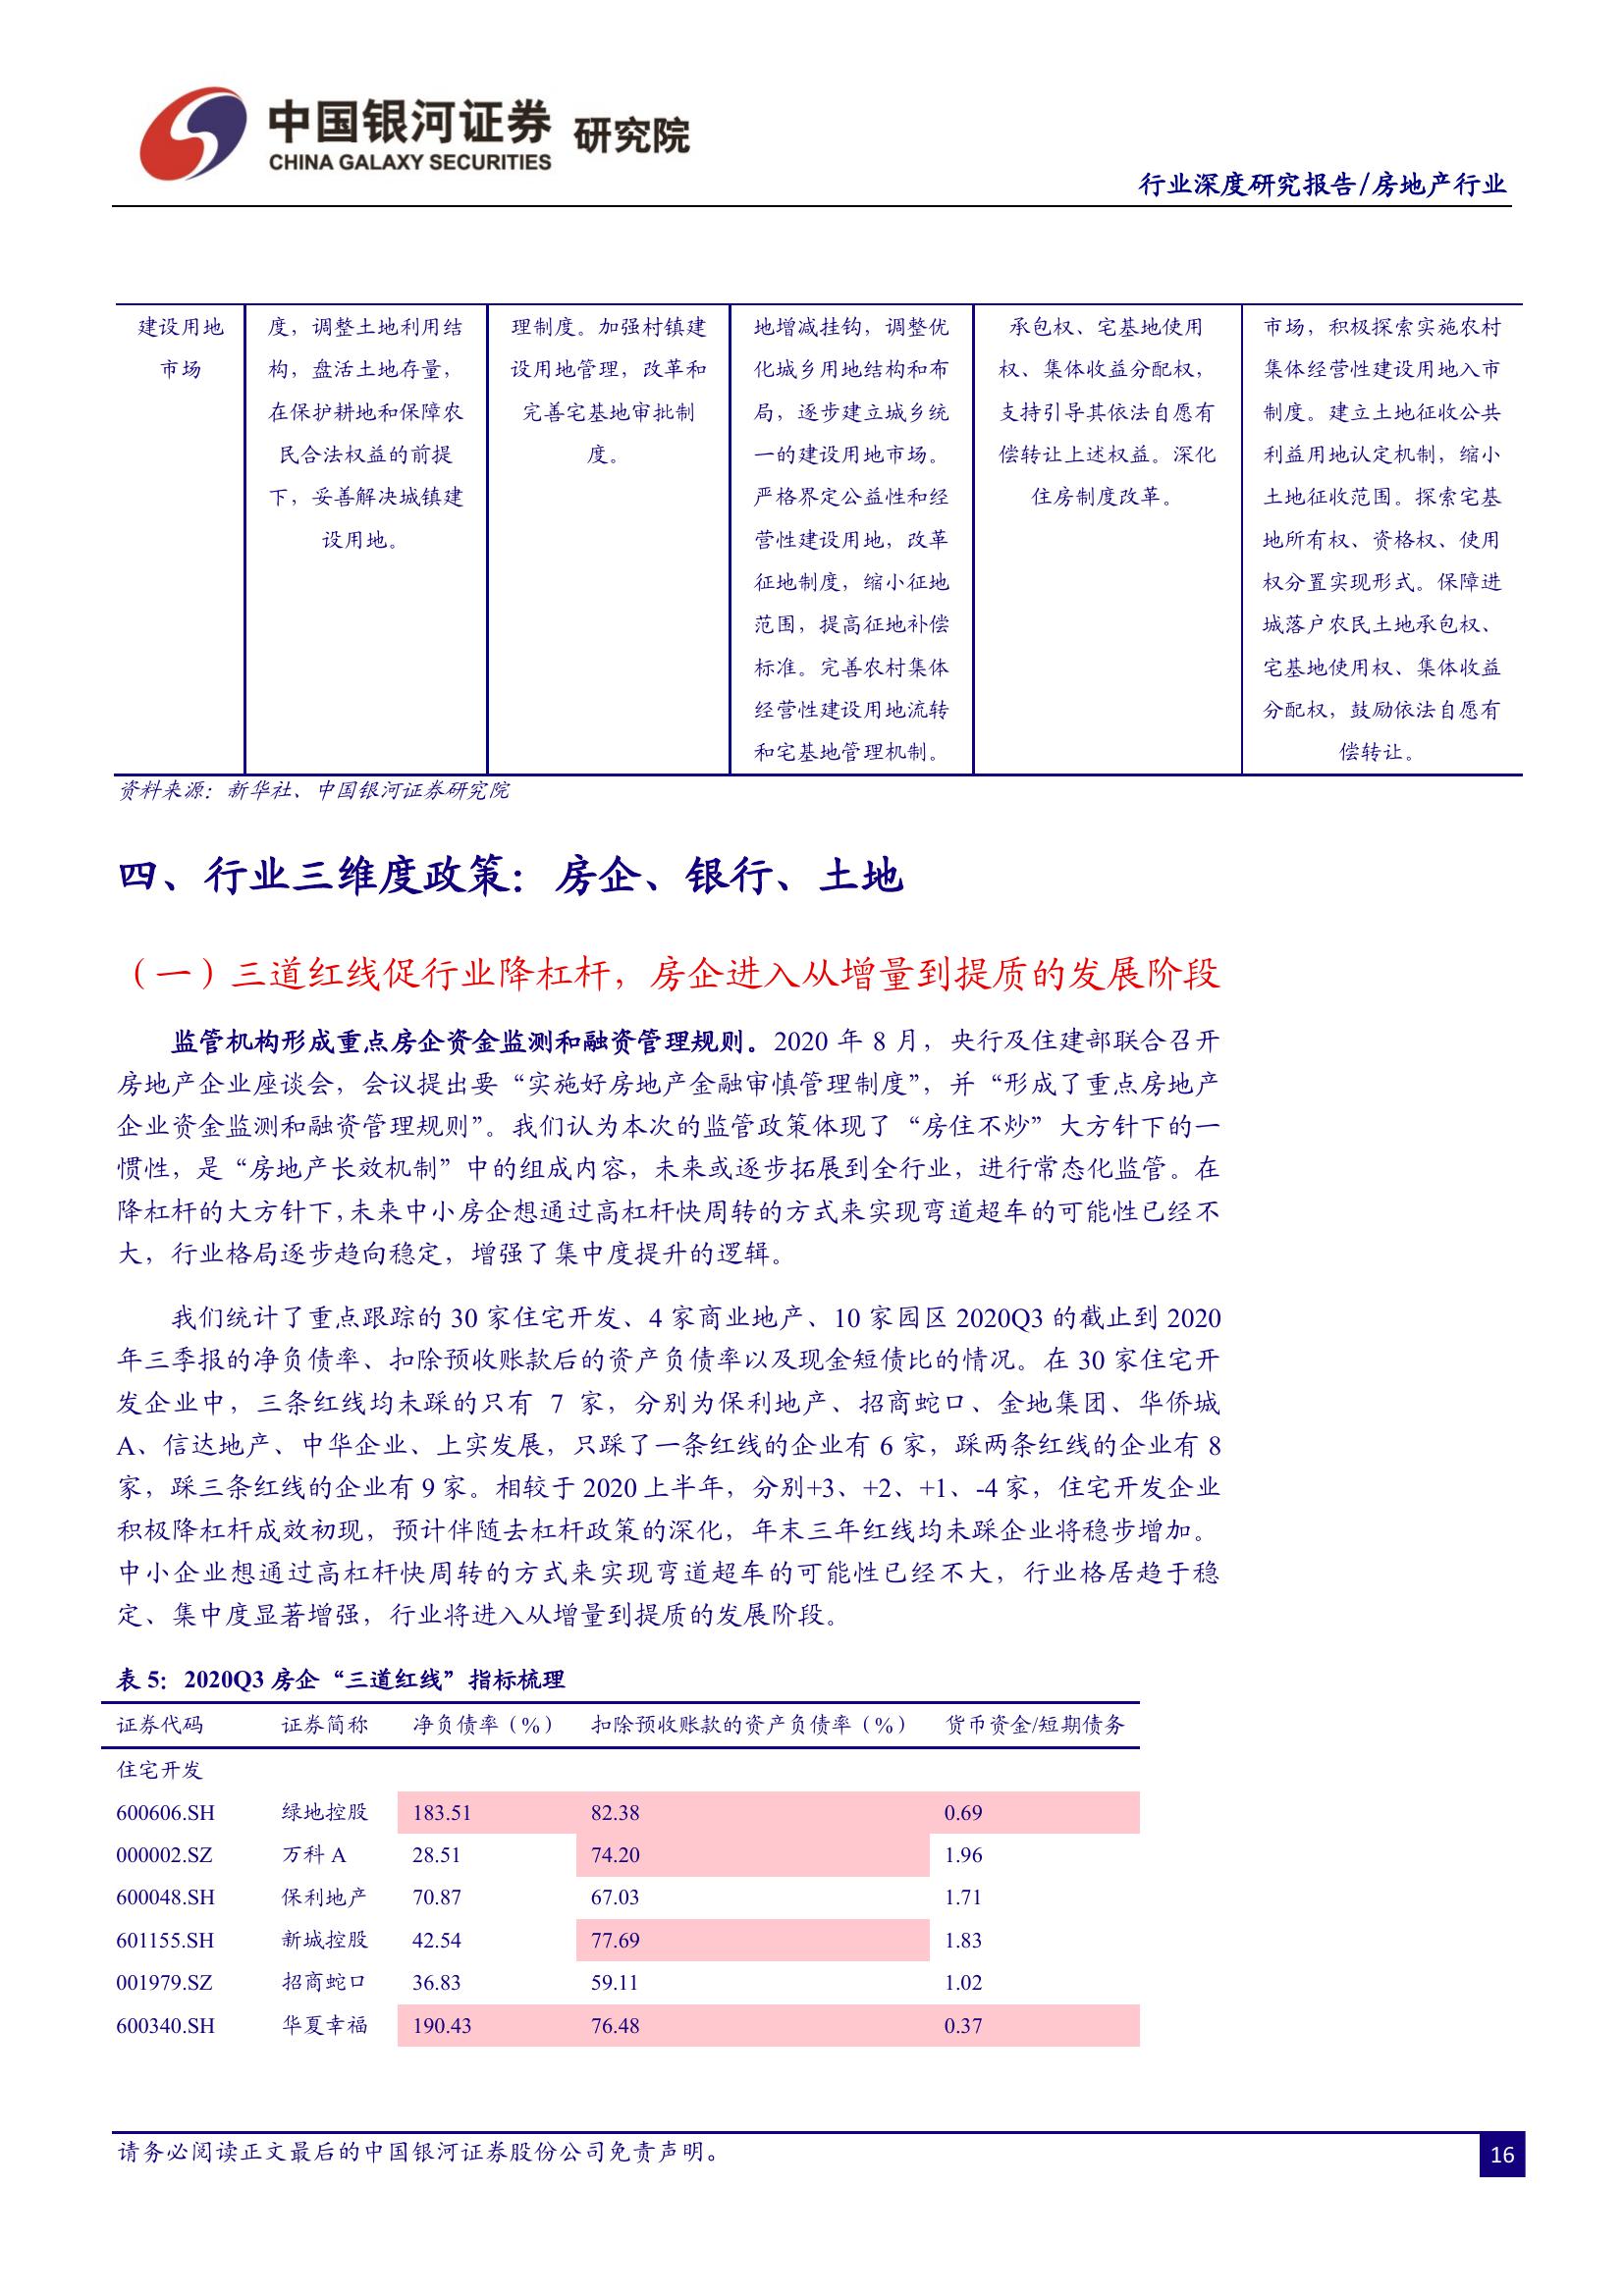 中国银河证券 研究院
CHINA GALAXY SECURITIES
行业深度研究报告/房地产行业
建设用地
市场
度，调整土地利用结
构，盘活土地存量，
在保护耕地和保障农
民合法权益的前提
下，妥善解决城镇建
设用地。
理制度。加强村镇建
设用地管理，改革和
完善宅基地审批制
度。
地增减挂钩，调整优
化城乡用地结构和布
局，逐步建立城乡统
一的建设用地市场。
严格界定公益性和经
营性建设用地，改革
征地制度，缩小征地
范围，提高征地补偿
标准。完善农村集体
经营性建设用地流转
和宅基地管理机制。
承包权、宅基地使用
权、集体收益分配权，
支持引导其依法自愿有
偿转让上述权益。深化
住房制度改革。
市场，积极探索实施农村
集体经营性建设用地入市
制度。建立土地征收公共
利益用地认定机制，缩小
土地征收范围。探索宅基
地所有权、资格权、使用
权分置实现形式。保障进
城落户农民土地承包权、
宅基地使用权、集体收益
分配权，鼓励依法自愿有
偿转让。
资料来源：新华社、中国银河证券研究院
四、行业三维度政策：房企、银行、土地
（一）三道红线促行业降杠杆，房企进入从增量到提质的发展阶段
监管机构形成重点房企资金监测和融资管理规则。2020 年 8 月，央行及住建部联合召开
房地产企业座谈会，会议提出要“实施好房地产金融审慎管理制度”，并“形成了重点房地产
企业资金监测和融资管理规则”。我们认为本次的监管政策体现了“房住不炒”大方针下的一
惯性，是“房地产长效机制”中的组成内容，未来或逐步拓展到全行业，进行常态化监管。在
降杠杆的大方针下，未来中小房企想通过高杠杆快周转的方式来实现弯道超车的可能性已经不
大，行业格局逐步趋向稳定，增强了集中度提升的逻辑。
我们统计了重点跟踪的 30 家住宅开发、4 家商业地产、10 家园区 2020Q3 的截止到 2020
年三季报的净负债率、扣除预收账款后的资产负债率以及现金短债比的情况。在 30 家住宅开
发企业中，三条红线均未踩的只有 7 家，分别为保利地产、招商蛇口、金地集团、华侨城
A、信达地产、中华企业、上实发展，只踩了一条红线的企业有 6 家，踩两条红线的企业有 8
家，踩三条红线的企业有 9 家。相较于 2020 上半年，分别+3、+2、+1、-4 家，住宅开发企业
积极降杠杆成效初现，预计伴随去杠杆政策的深化，年末三年红线均未踩企业将稳步增加。
中小企业想通过高杠杆快周转的方式来实现弯道超车的可能性已经不大，行业格居趋于稳
定、集中度显著增强，行业将进入从增量到提质的发展阶段。
表 5：2020Q3 房企“三道红线”指标梳理
证券代码 证券简称 净负债率（%） 扣除预收账款的资产负债率（%） 货币资金/短期债务
住宅开发
600606.SH 绿地控股 183.51 82.38 0.69
000002.SZ 万科 A 28.51 74.20 1.96
600048.SH 保利地产 70.87 67.03 1.71
601155.SH 新城控股 42.54 77.69 1.83
001979.SZ 招商蛇口 36.83 59.11 1.02
600340.SH 华夏幸福 190.43 76.48 0.37
请务必阅读正文最后的中国银河证券股份公司免责声明。
16